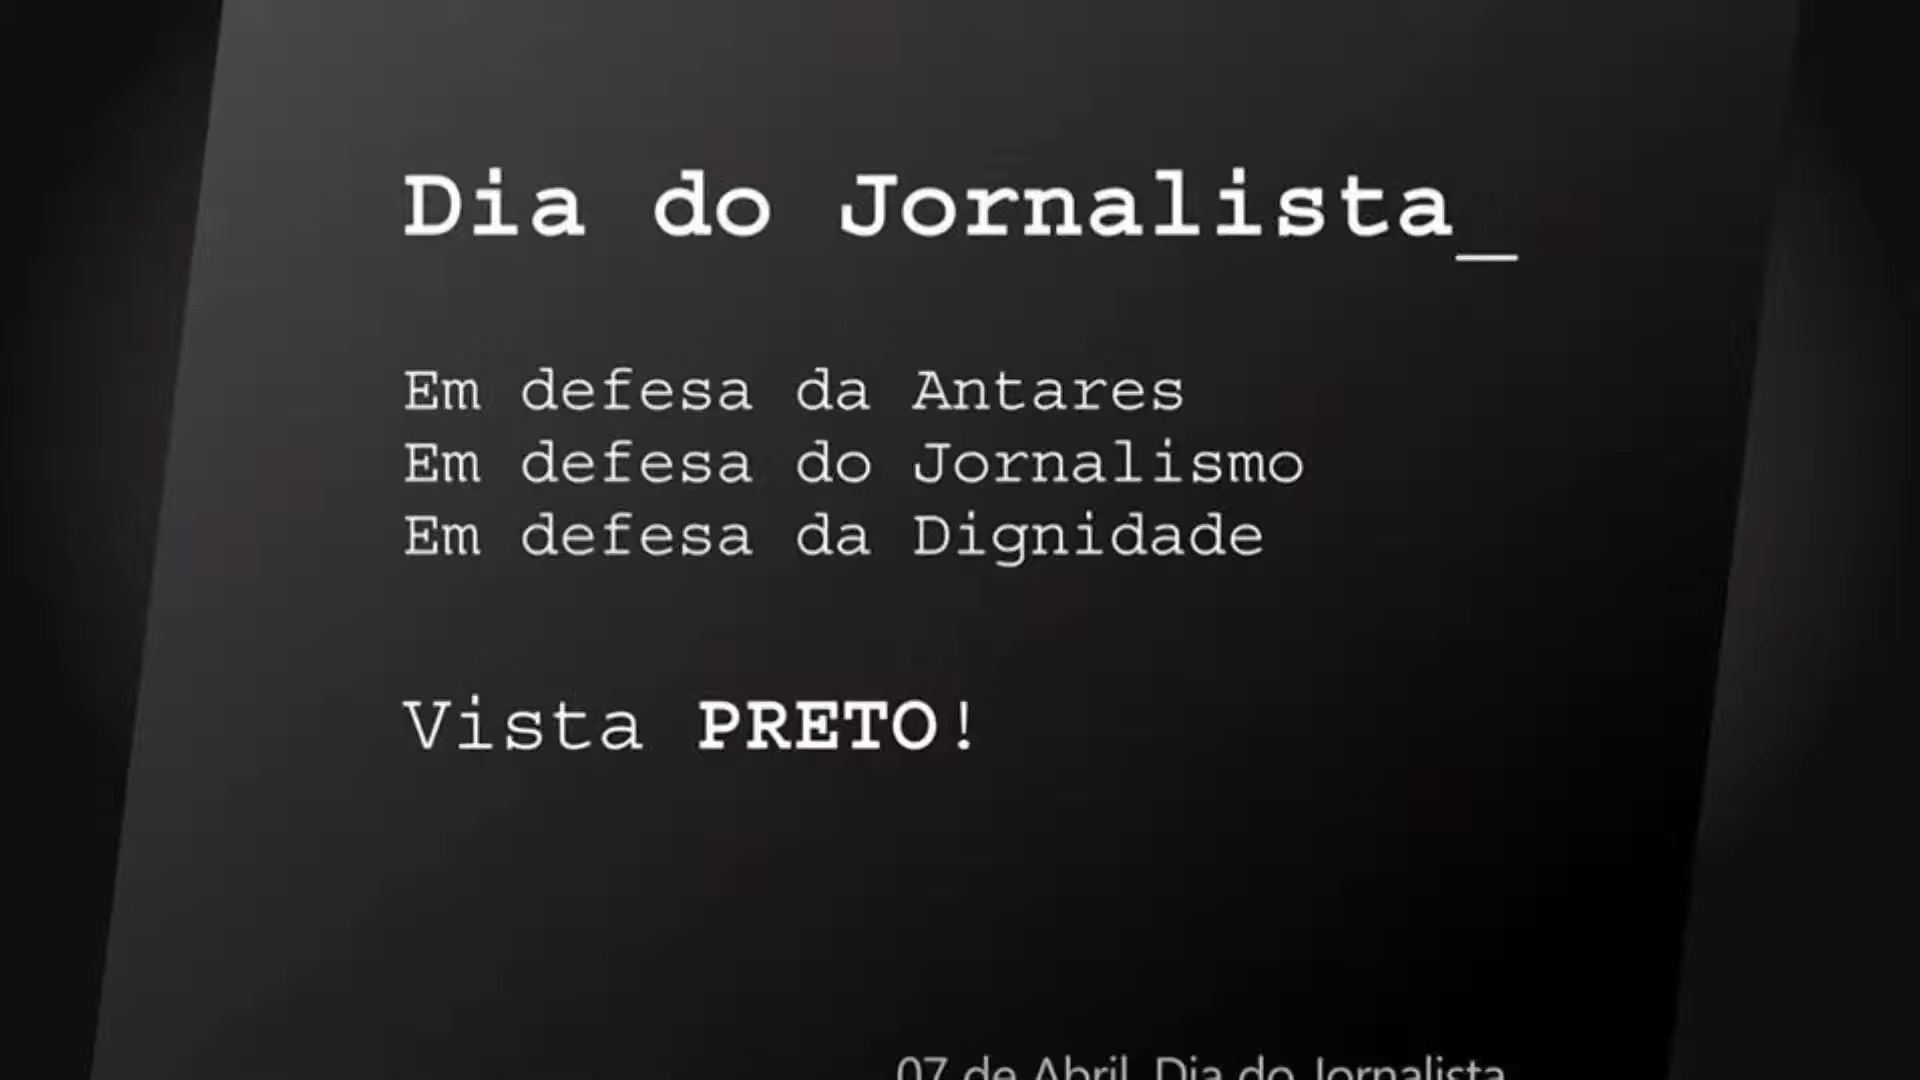 Dia do Jornalista_
Em defesa da Antares
Em defesa do Jornalismo
Em defesa da Dignidade
Vista PRETO!
07 de Abril, Dia do Jornalista